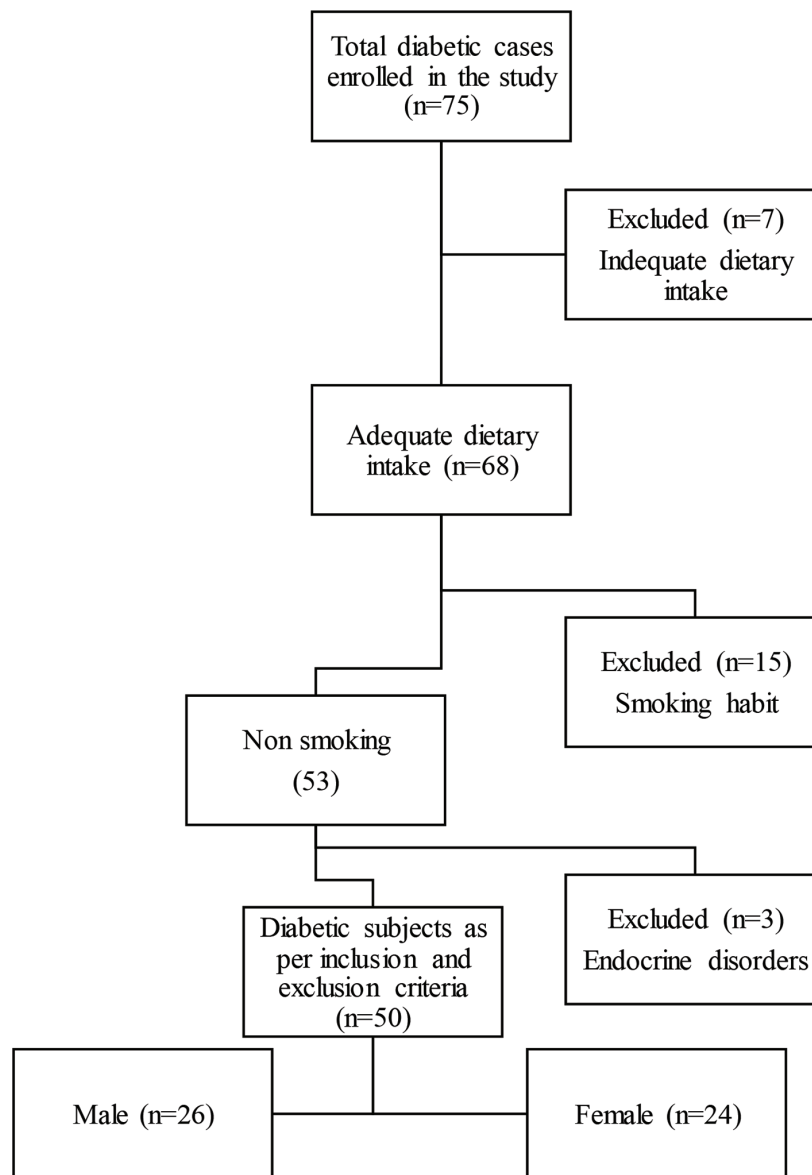 Total diabetic cases
enrolled in the study
(n=75)
Excluded (n=7)
Indequate dietary
intake
Adequate dietary
intake (n=68)
Excluded (n=15)
Smoking habit
Non smoking
(53)
Excluded (n=3)
Endocrine disorders
Diabetic subjects as
per inclusion and
exclusion criteria
(n=50)
Male (n=26)
Female (n=24)